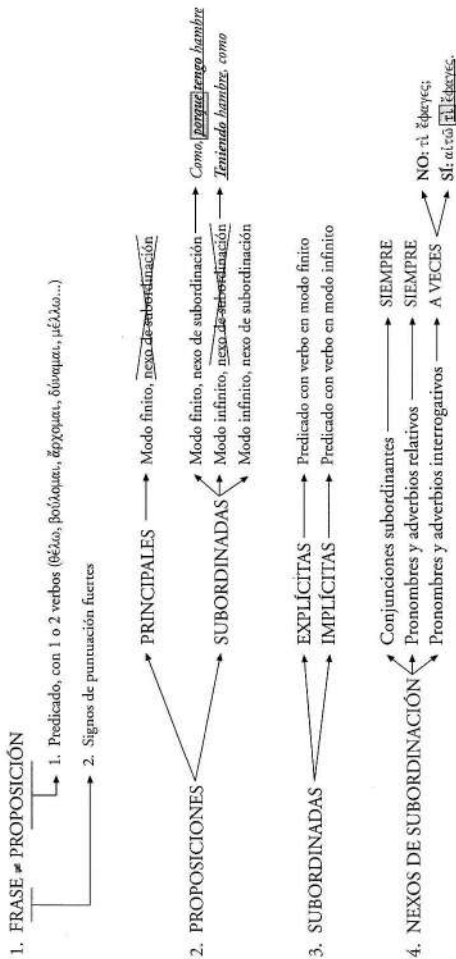 1. FRASE ≠ PROPOSICIÓN
1. Predicado, con 1 o 2 verbos (θέλω, βούλομαι, ἄρχομαι, δύναμαι, μέλλω...)
2. Signos de puntuación fuertes
2. PROPOSICIONES
PRINCIPALES
Modo finito, nexo de subordinación
SUBORDINADAS
Modo finito, nexo de subordinación
Como, porque tengo hambre
Modo infinito, nexo de subordinación
Teniendo hambre, como
Modo infinito, nexo de subordinación
3. SUBORDINADAS
EXPLÍCITAS
Predicado con verbo en modo finito
IMPLÍCITAS
Predicado con verbo en modo infinito
4. NEXOS DE SUBORDINACIÓN
Conjunciones subordinantes
SIEMPRE
Pronombres y adverbios relativos
SIEMPRE
Pronombres y adverbios interrogativos
A VECES
NO: τὶ ἔφαγες;
SÍ: αἰτῶ τὶ ἔφαγες.